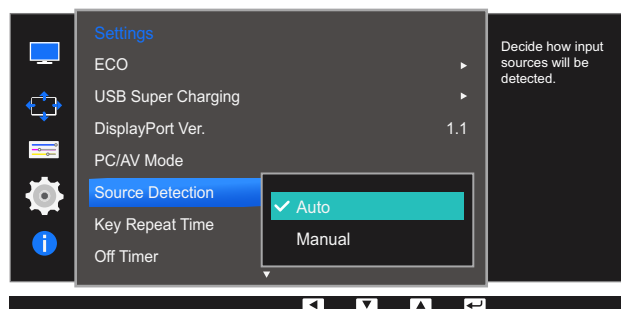 Settings
ECO
USB Super Charging
DisplayPort Ver. 1.1
PC/AV Mode
Source Detection
Key Repeat Time
Off Timer
Auto
Manual
Decide how input
sources will be
detected.